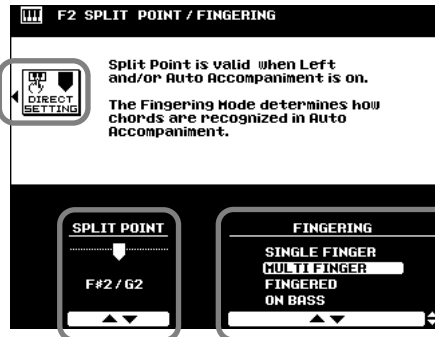 F2 SPLIT POINT / FINGERING
Split Point is valid when Left
and/or Auto Accompaniment is on.
The Fingering Mode determines how
chords are recognized in Auto
Accompaniment.
DIRECT
SETTING
SPLIT POINT
F#2 / G2
FINGERING
SINGLE FINGER
MULTI FINGER
FINGERED
ON BASS